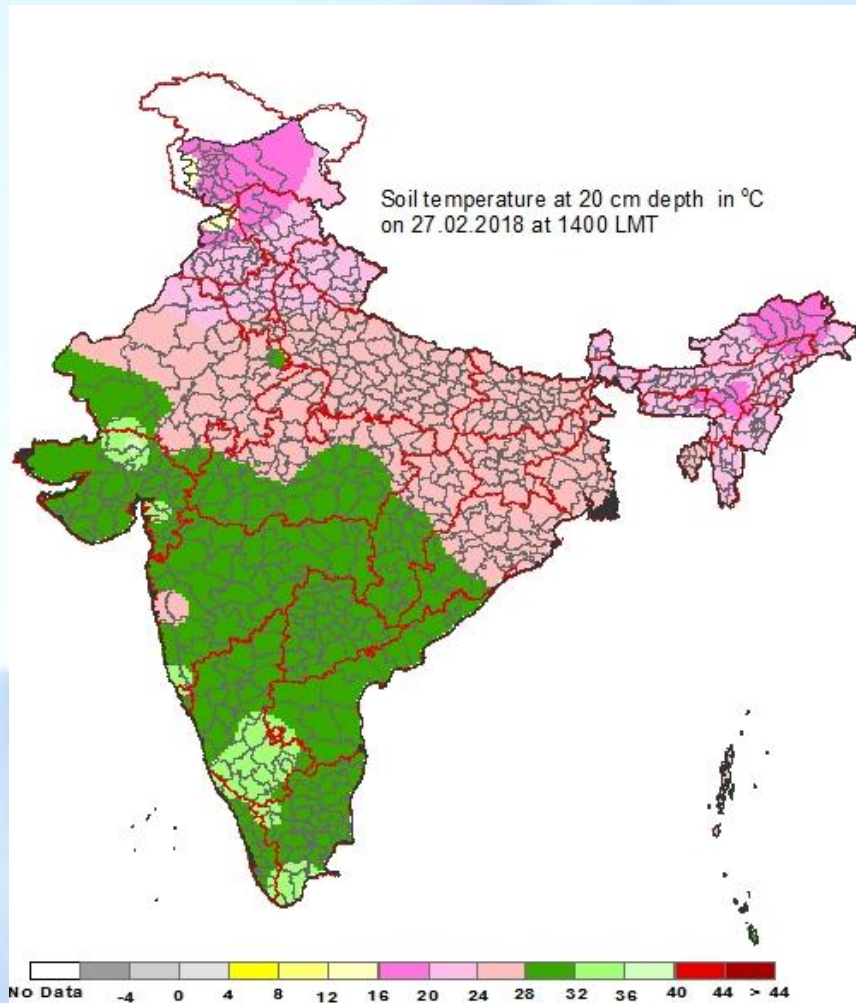 Soil temperature at 20 cm depth in ⁰C
on 27.02.2018 at 1400 LMT
No Data -4 0 4 8 12 16 20 24 28 32 36 40 44 > 44